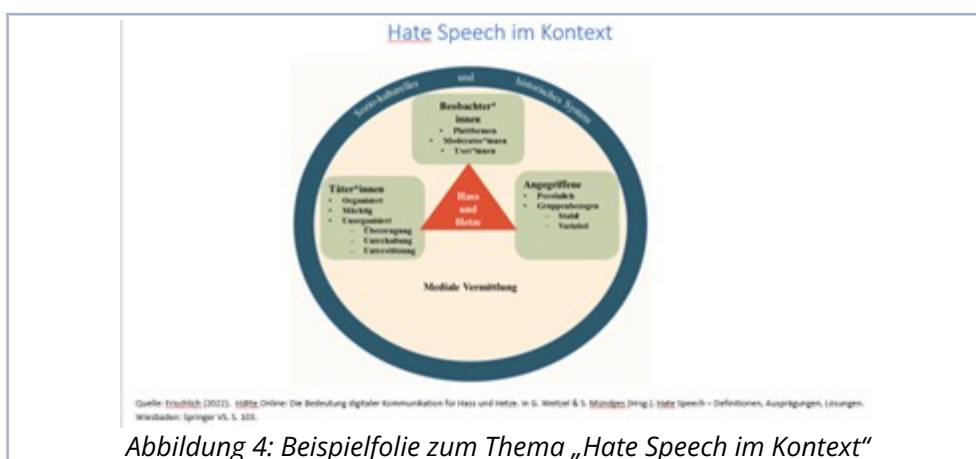 Hate Speech im Kontext
Sozio-kulturelles und historisches System
Beobachter*
innen
• Plattformen
• Moderator*innen
• User*innen
Täter*innen
• Organisiert
• Mächtig
• Unorganisiert
– Überzeugung
– Unterhaltung
– Unterstützung
Hass
und
Hetze
Angegriffene
• Persönlich
• Gruppenbezogen
– Stabil
– Variabel
Mediale Vermittlung
Quelle: Frischlich (2022). Online: Die Bedeutung digitaler Kommunikation für Hass und Hetze. In G. Weitzel & S. Mündges (Hrsg.). Hate Speech – Definitionen, Ausprägungen, Lösungen.
Wiesbaden: Springer VS. S. 103.
Abbildung 4: Beispielfolie zum Thema „Hate Speech im Kontext“